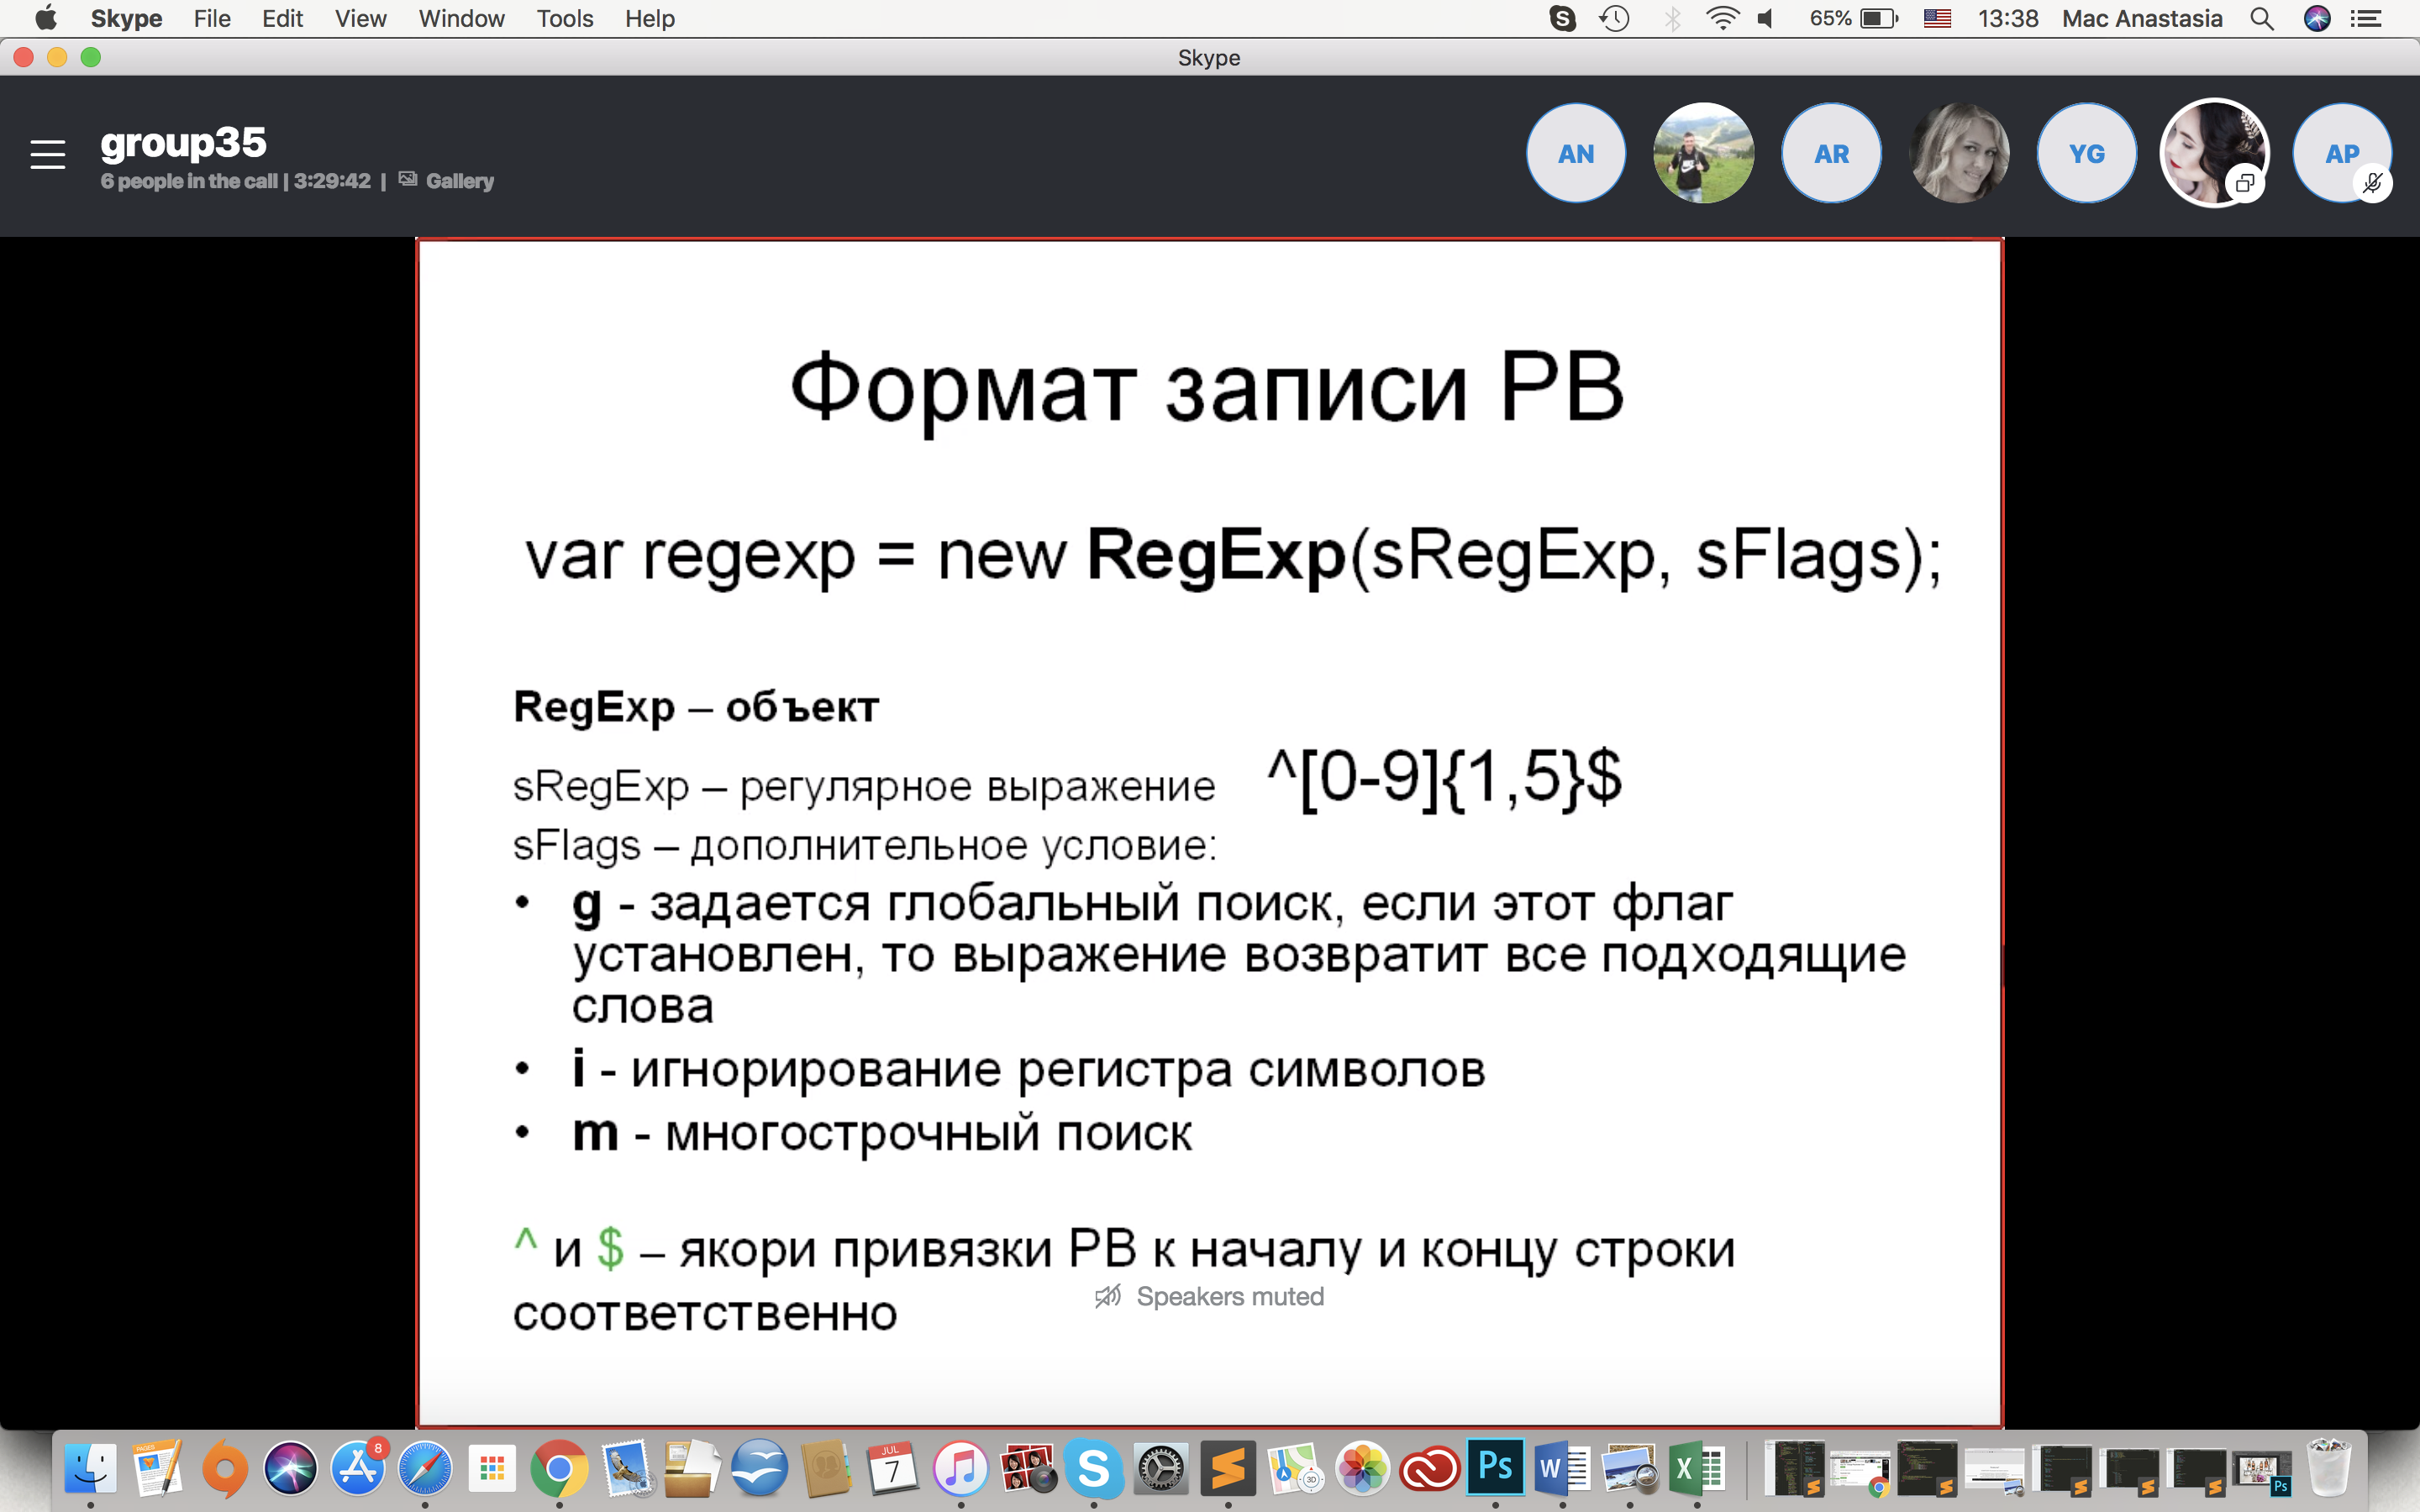 Skype File Edit View Window Tools Help 65% 13:38 Mac Anastasia
Skype
group35
6 people in the call | 3:29:42 | Gallery
AN AR YG AP
Формат записи РВ
var regexp = new RegExp(sRegExp, sFlags);
RegExp – объект
sRegExp – регулярное выражение ^[0-9]{1,5}$
sFlags – дополнительное условие:
• g - задается глобальный поиск, если этот флаг
установлен, то выражение возвратит все подходящие
слова
• i - игнорирование регистра символов
• m - многострочный поиск
^ и $ – якори привязки РВ к началу и концу строки
соответственно
Speakers muted
PAGES 8 JUL 7 3D Ps W X Ps